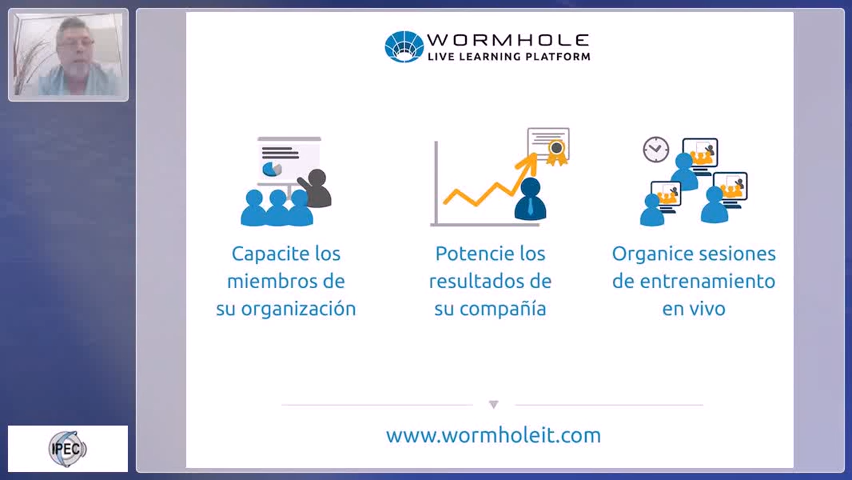 WORMHOLE
LIVE LEARNING PLATFORM
Capacite los
miembros de
su organización
Potencie los
resultados de
su compañía
Organice sesiones
de entrenamiento
en vivo
www.wormholeit.com
IPEC